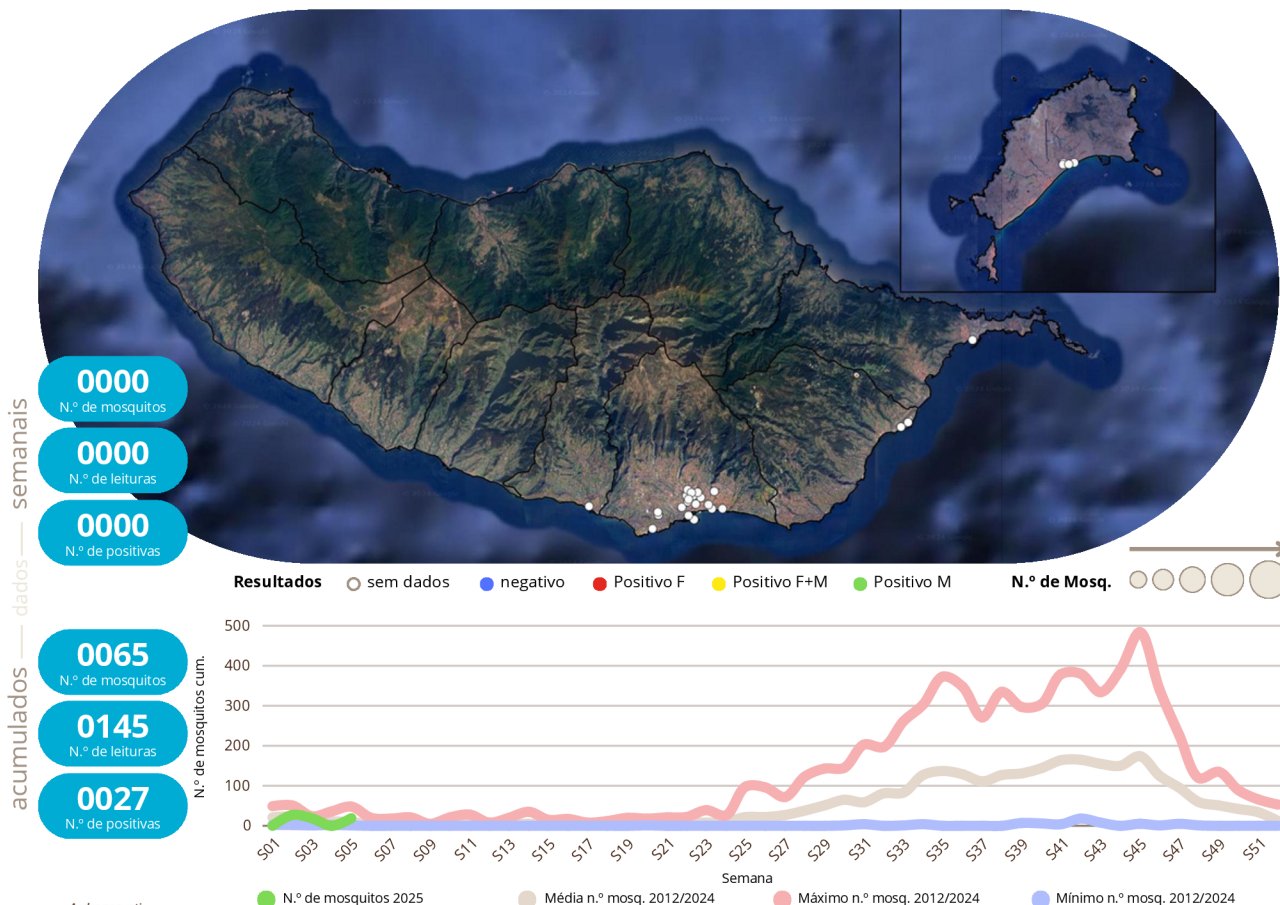 0000
N.º de mosquitos
0000
N.º de leituras
0000
N.º de positivas
acumulados — dados — semanais
Resultados
sem dados
negativo
Positivo F
Positivo F+M
Positivo M
N.º de Mosq.
0065
N.º de mosquitos
0145
N.º de leituras
0027
N.º de positivas
N.º de mosquitos cum.
500
400
300
200
100
0
S01 S03 S05 S07 S09 S11 S13 S15 S17 S19 S21 S23 S25 S27 S29 S31 S33 S35 S37 S39 S41 S43 S45 S47 S49 S51
Semana
N.º de mosquitos 2025
Média n.º mosq. 2012/2024
Máximo n.º mosq. 2012/2024
Mínimo n.º mosq. 2012/2024